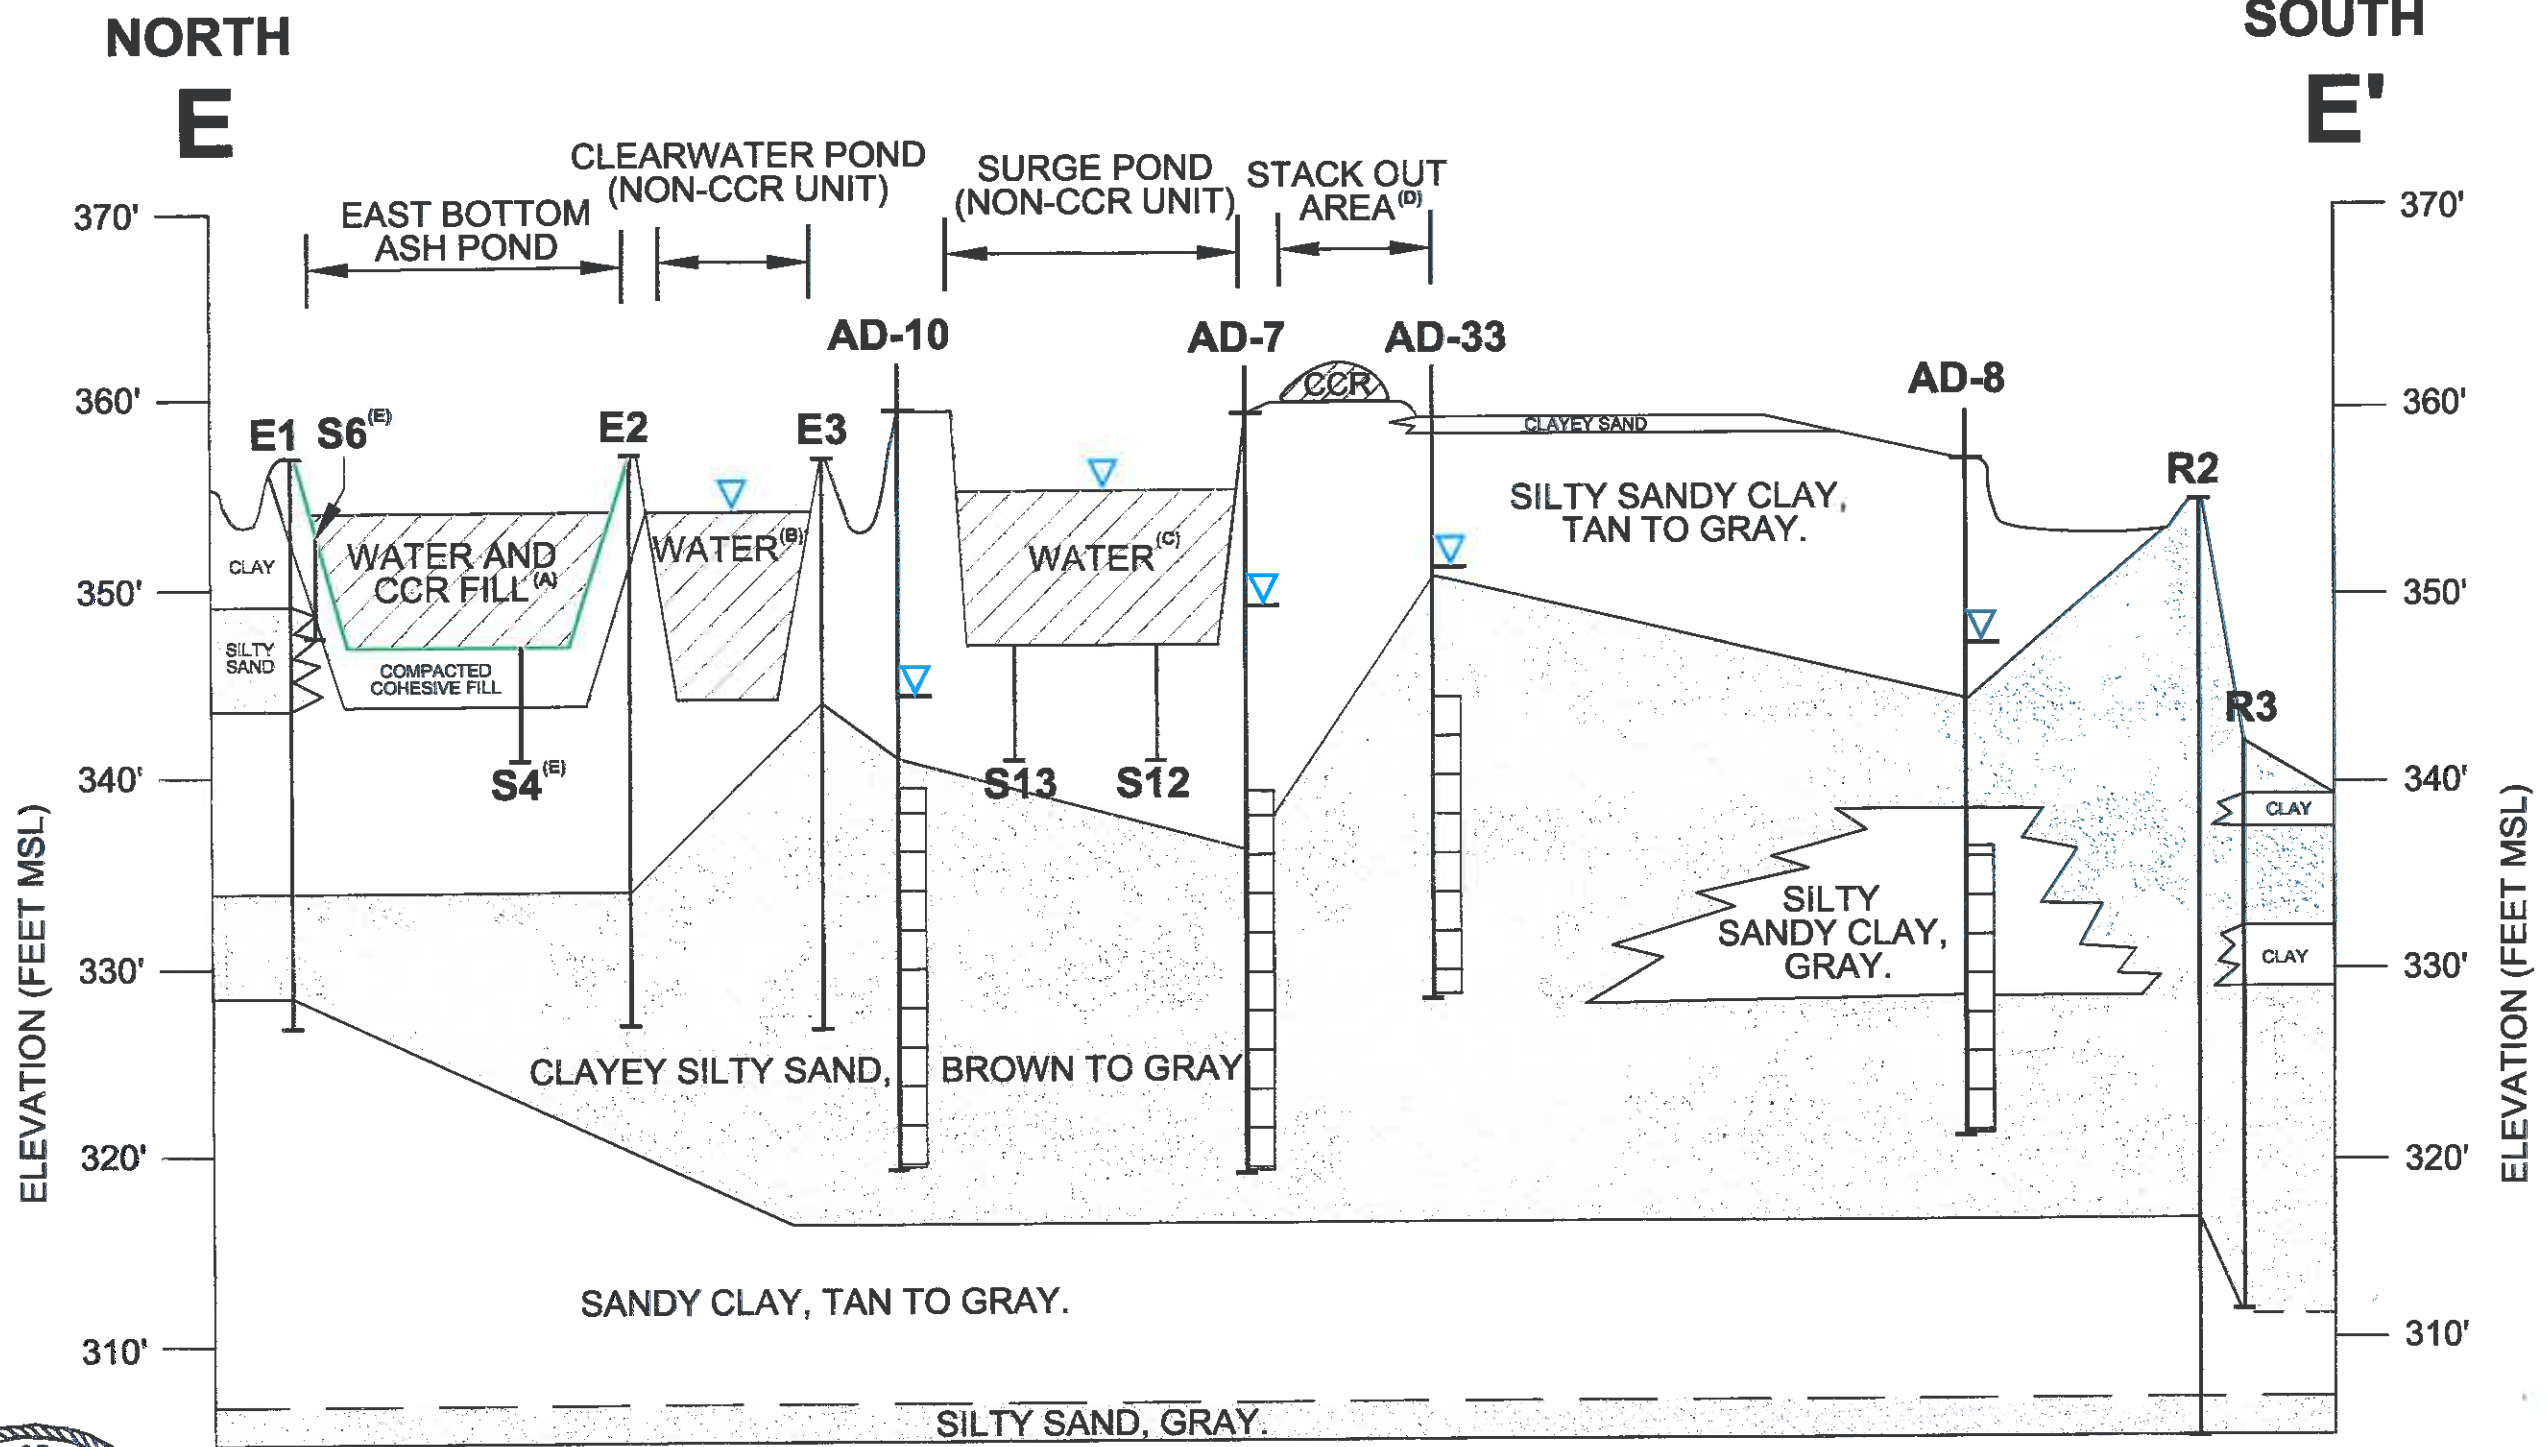 NORTH
SOUTH
E
E'
CLEARWATER POND
(NON-CCR UNIT)
SURGE POND
(NON-CCR UNIT)
STACK OUT
AREA(D)
EAST BOTTOM
ASH POND
370'
370'
AD-10
AD-7
AD-33
AD-8
CCR
360'
360'
E1
S6(E)
E2
E3
CLAYEY SAND
R2
SILTY SANDY CLAY,
TAN TO GRAY.
WATER AND
CCR FILL(A)
WATER(B)
WATER(C)
CLAY
350'
350'
SILTY
SAND
COMPACTED
COHESIVE FILL
R3
S4(E)
S13
S12
340'
340'
CLAY
SILTY
SANDY CLAY,
GRAY.
CLAY
330'
330'
ELEVATION (FEET MSL)
ELEVATION (FEET MSL)
CLAYEY SILTY SAND, BROWN TO GRAY
320'
320'
SANDY CLAY, TAN TO GRAY.
310'
310'
SILTY SAND, GRAY.